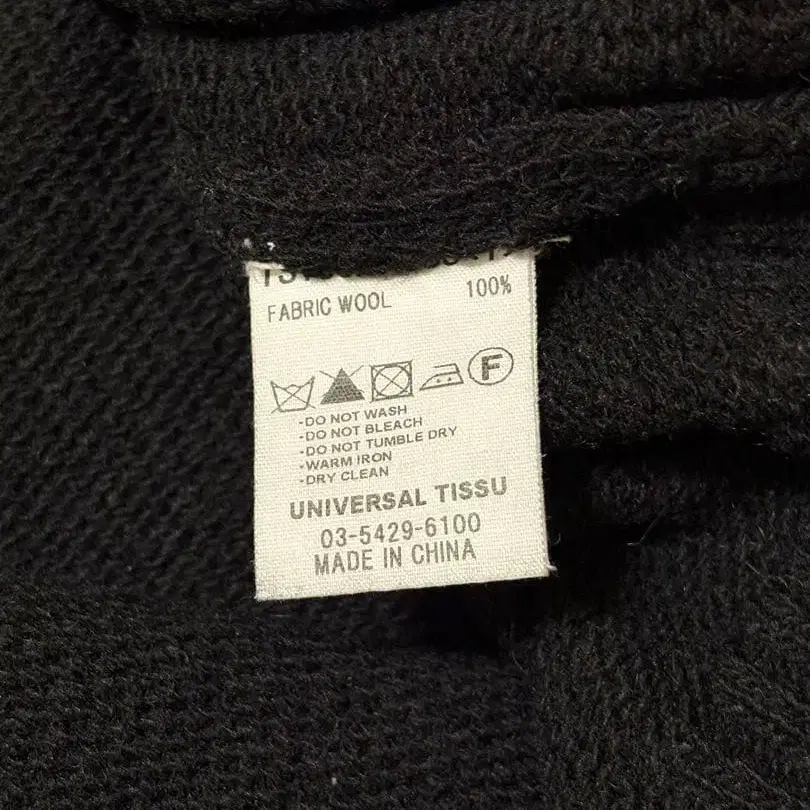 FABRIC WOOL 100%
F
-DO NOT WASH
-DO NOT BLEACH
-DO NOT TUMBLE DRY
-WARM IRON
-DRY CLEAN
UNIVERSAL TISSU
03-5429-6100
MADE IN CHINA